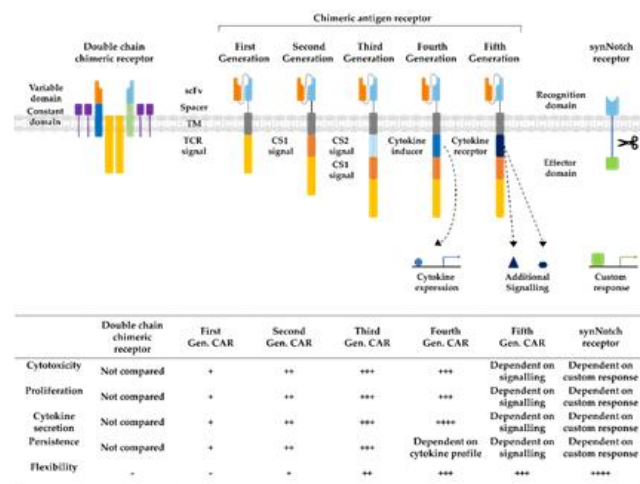 Chimeric antigen receptor
Double chain
chimeric receptor
First
Generation
Second
Generation
Third
Generation
Fourth
Generation
Fifth
Generation
synNotch
receptor
Variable
domain
Constant
domain
scFv
Spacer
TM
TCR
signal
CS1
signal
CS2
signal
CS1
signal
Cytokine
inducer
Cytokine
receptor
Recognition
domain
Effector
domain
Cytokine
expression
Additional
Signalling
Custom
response
Double chain
chimeric
receptor
First
Gen. CAR
Second
Gen. CAR
Third
Gen. CAR
Fourth
Gen. CAR
Fifth
Gen. CAR
synNotch
receptor
Cytotoxicity Not compared + ++ +++ +++ Dependent on signalling Dependent on custom response
Proliferation Not compared + ++ +++ +++ Dependent on signalling Dependent on custom response
Cytokine secretion Not compared + ++ +++ ++++ Dependent on signalling Dependent on custom response
Persistence Not compared + ++ +++ Dependent on cytokine profile Dependent on signalling Dependent on custom response
Flexibility - - + ++ +++ +++ ++++